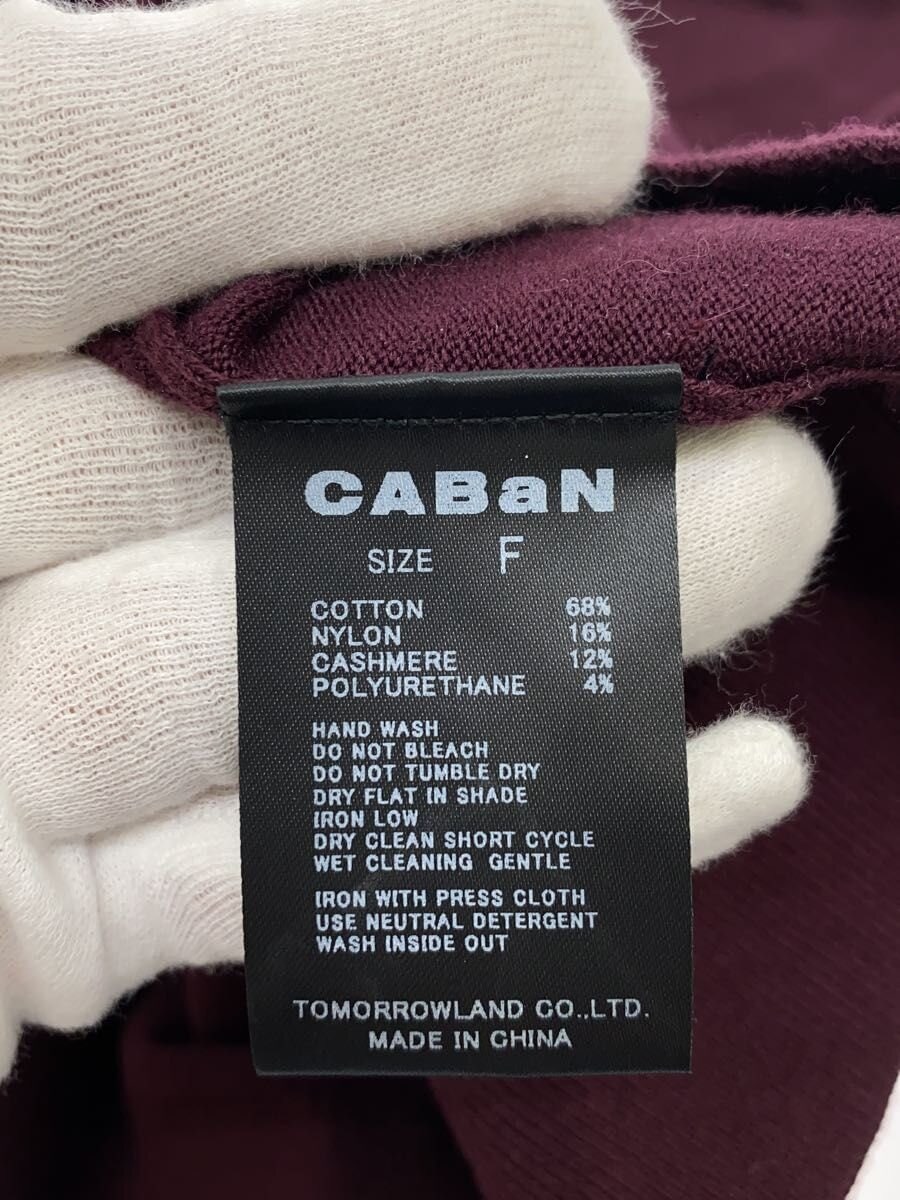 CABaN
SIZE F
COTTON 68%
NYLON 16%
CASHMERE 12%
POLYURETHANE 4%
HAND WASH
DO NOT BLEACH
DO NOT TUMBLE DRY
DRY FLAT IN SHADE
IRON LOW
DRY CLEAN SHORT CYCLE
WET CLEANING GENTLE
IRON WITH PRESS CLOTH
USE NEUTRAL DETERGENT
WASH INSIDE OUT
TOMORROWLAND CO.,LTD.
MADE IN CHINA